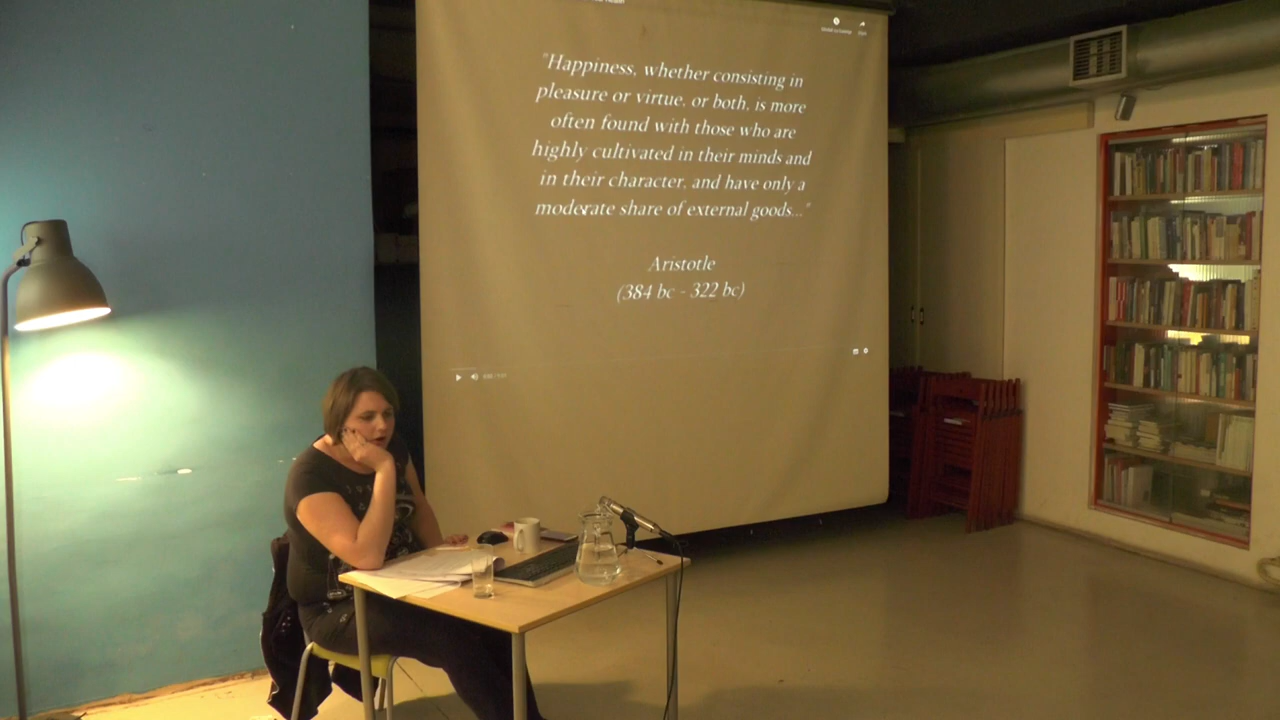 "Happiness, whether consisting in
pleasure or virtue, or both, is more
often found with those who are
highly cultivated in their minds and
in their character, and have only a
moderate share of external goods..."
Aristotle
(384 bc - 322 bc)